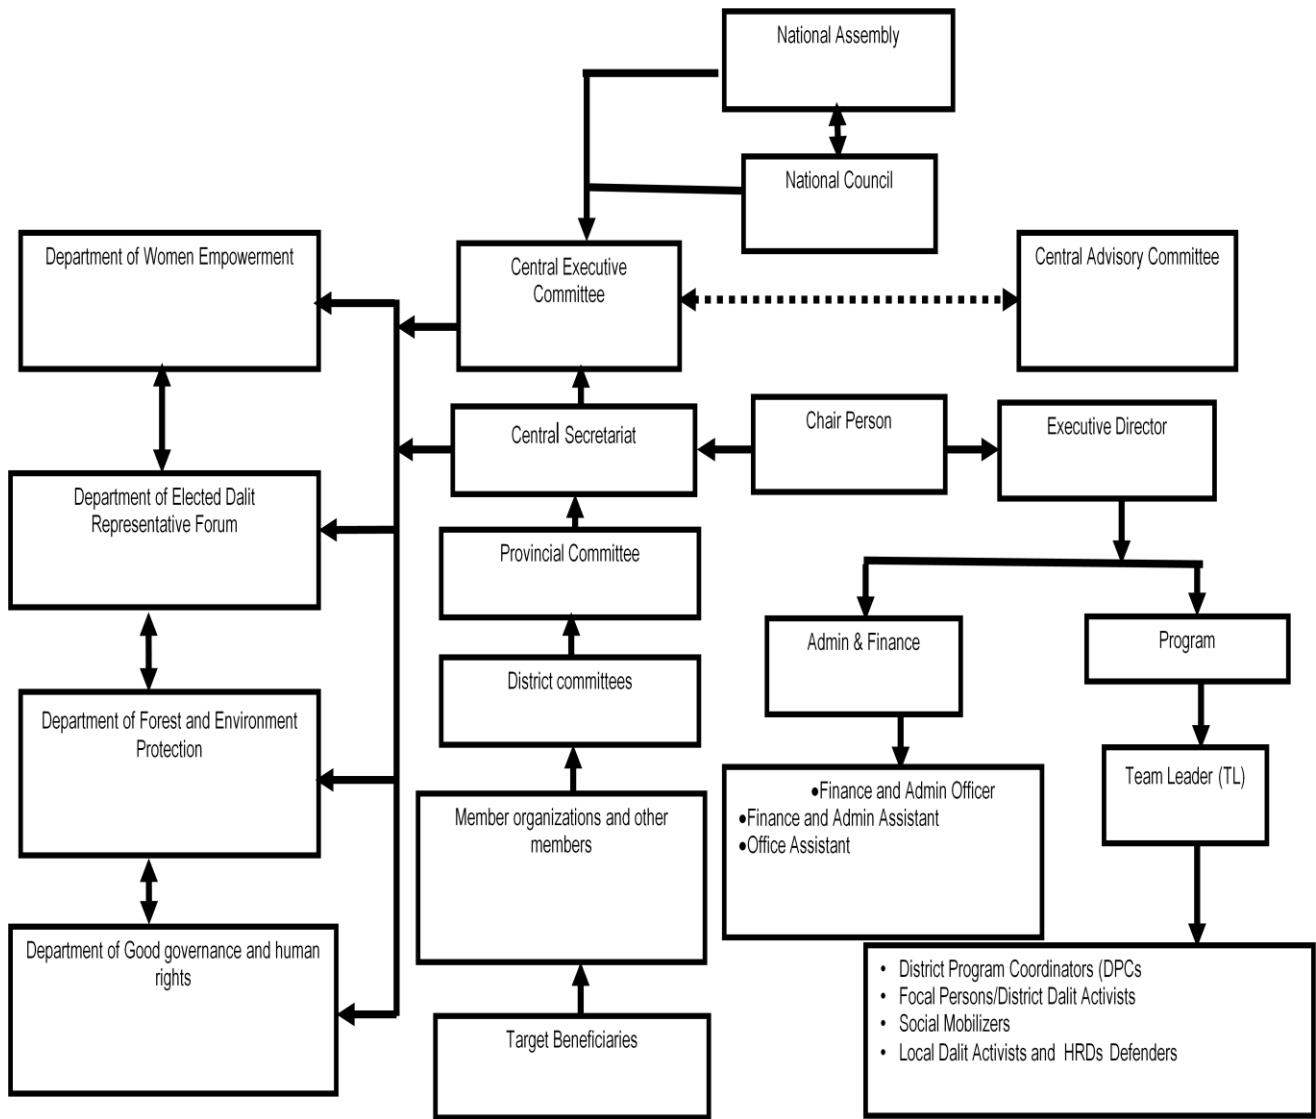 National Assembly
National Council
Department of Women Empowerment
Central Executive
Committee
Central Advisory Committee
Chair Person
Executive Director
Central Secretariat
Department of Elected Dalit
Representative Forum
Provincial Committee
Admin & Finance
Program
District committees
Department of Forest and Environment
Protection
Team Leader (TL)
•Finance and Admin Officer
•Finance and Admin Assistant
•Office Assistant
Member organizations and other
members
Department of Good governance and human
rights
• District Program Coordinators (DPCs
• Focal Persons/District Dalit Activists
• Social Mobilizers
• Local Dalit Activists and HRDs Defenders
Target Beneficiaries